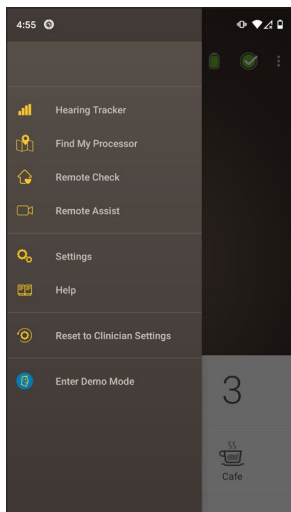 4:55
Hearing Tracker
Find My Processor
Remote Check
Remote Assist
Settings
Help
Reset to Clinician Settings
Enter Demo Mode
3
Cafe